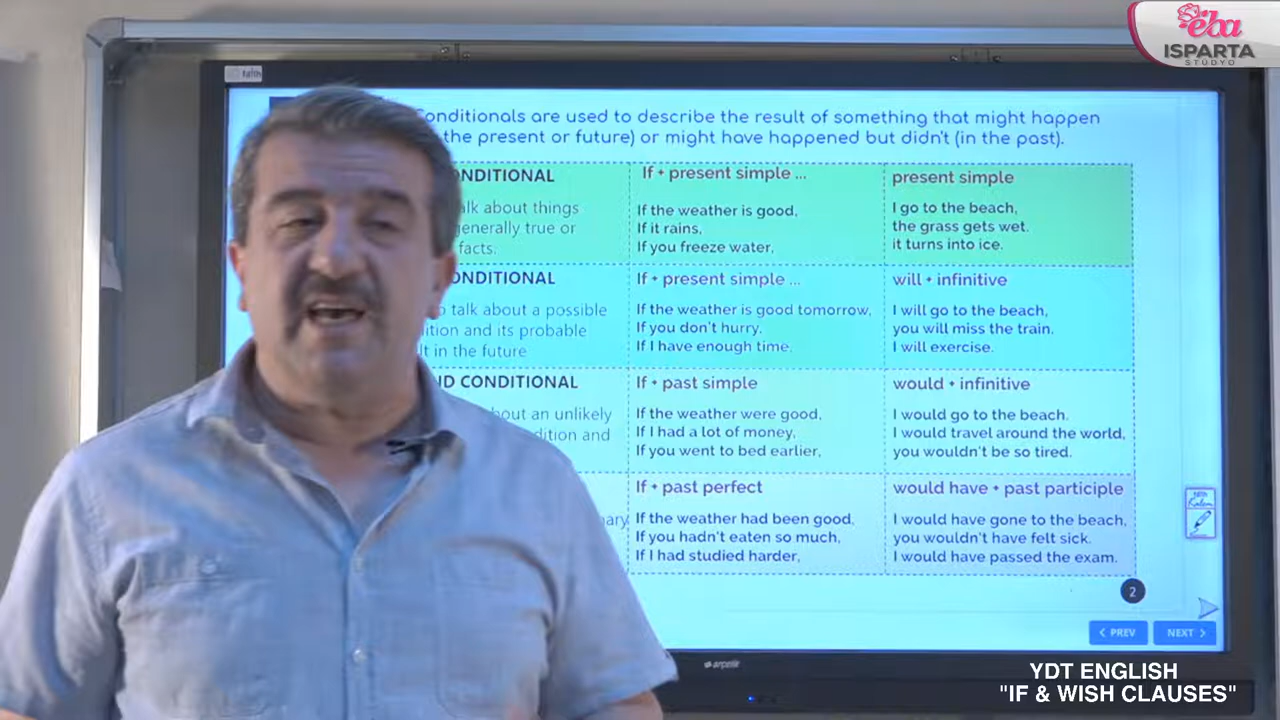 eba
ISPARTA
STÜDYO
Conditionals are used to describe the result of something that might happen
the present or future) or might have happened but didn't (in the past).
ONDITIONAL
If + present simple ...
present simple
alk about things
generally true or
facts.
If the weather is good,
If it rains,
If you freeze water,
I go to the beach,
the grass gets wet.
it turns into ice.
ONDITIONAL
If + present simple ...
will + infinitive
o talk about a possible
ition and its probable
lt in the future
If the weather is good tomorrow,
If you don't hurry,
If I have enough time,
I will go to the beach,
you will miss the train.
I will exercise.
ND CONDITIONAL
If + past simple
would + infinitive
bout an unlikely
dition and
If the weather were good,
If I had a lot of money,
If you went to bed earlier,
I would go to the beach.
I would travel around the world,
you wouldn't be so tired.
If + past perfect
would have + past participle
nary
If the weather had been good,
If you hadn't eaten so much,
If I had studied harder,
I would have gone to the beach,
you wouldn't have felt sick.
I would have passed the exam.
Kalem
2
PREV
NEXT
arçelik
YDT ENGLISH
"IF & WISH CLAUSES"